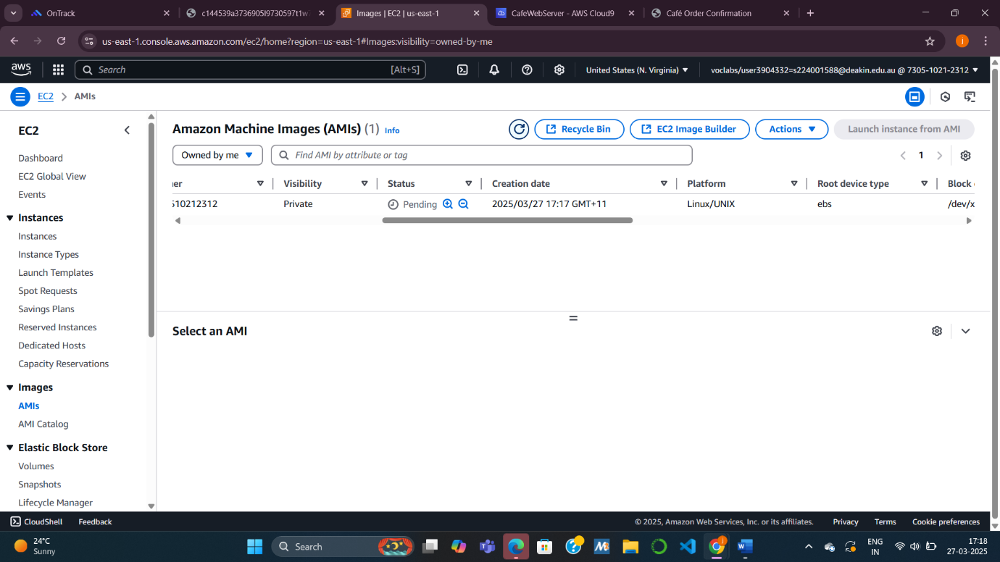 OnTrack
c144539a3736905l9730597t1w7
Images | EC2 | us-east-1
CafeWebServer - AWS Cloud9
Café Order Confirmation
us-east-1.console.aws.amazon.com/ec2/home?region=us-east-1#Images:visibility=owned-by-me
j
aws
Search
[Alt+S]
United States (N. Virginia)
voclabs/user3904332=s224001588@deakin.edu.au @ 7305-1021-2312
EC2
AMIs
EC2
Dashboard
EC2 Global View
Events
Instances
Instances
Instance Types
Launch Templates
Spot Requests
Savings Plans
Reserved Instances
Dedicated Hosts
Capacity Reservations
Images
AMIs
AMI Catalog
Elastic Block Store
Volumes
Snapshots
Lifecycle Manager
Amazon Machine Images (AMIs) (1) Info
Recycle Bin
EC2 Image Builder
Actions
Launch instance from AMI
Owned by me
Find AMI by attribute or tag
1
er Visibility Status Creation date Platform Root device type Block
510212312 Private Pending 2025/03/27 17:17 GMT+11 Linux/UNIX ebs /dev/x
Select an AMI
CloudShell Feedback
© 2025, Amazon Web Services, Inc. or its affiliates. Privacy Terms Cookie preferences
24°C
Sunny
Search
ENG
IN
17:18
27-03-2025